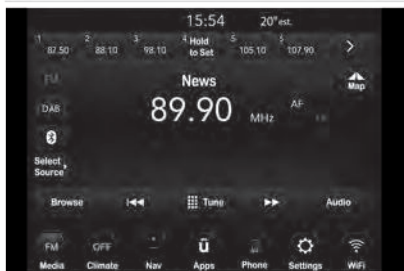 15:54 20° est.
1 87.50 2 88.10 3 98.10 4 Hold to Set 5 105.10 6 107.90
FM
News
Map
DAB
89.90 MHz AF
Select Source
Browse Tune Audio
FM OFF ū
Media Climate Nav Apps Phone Settings WiFi